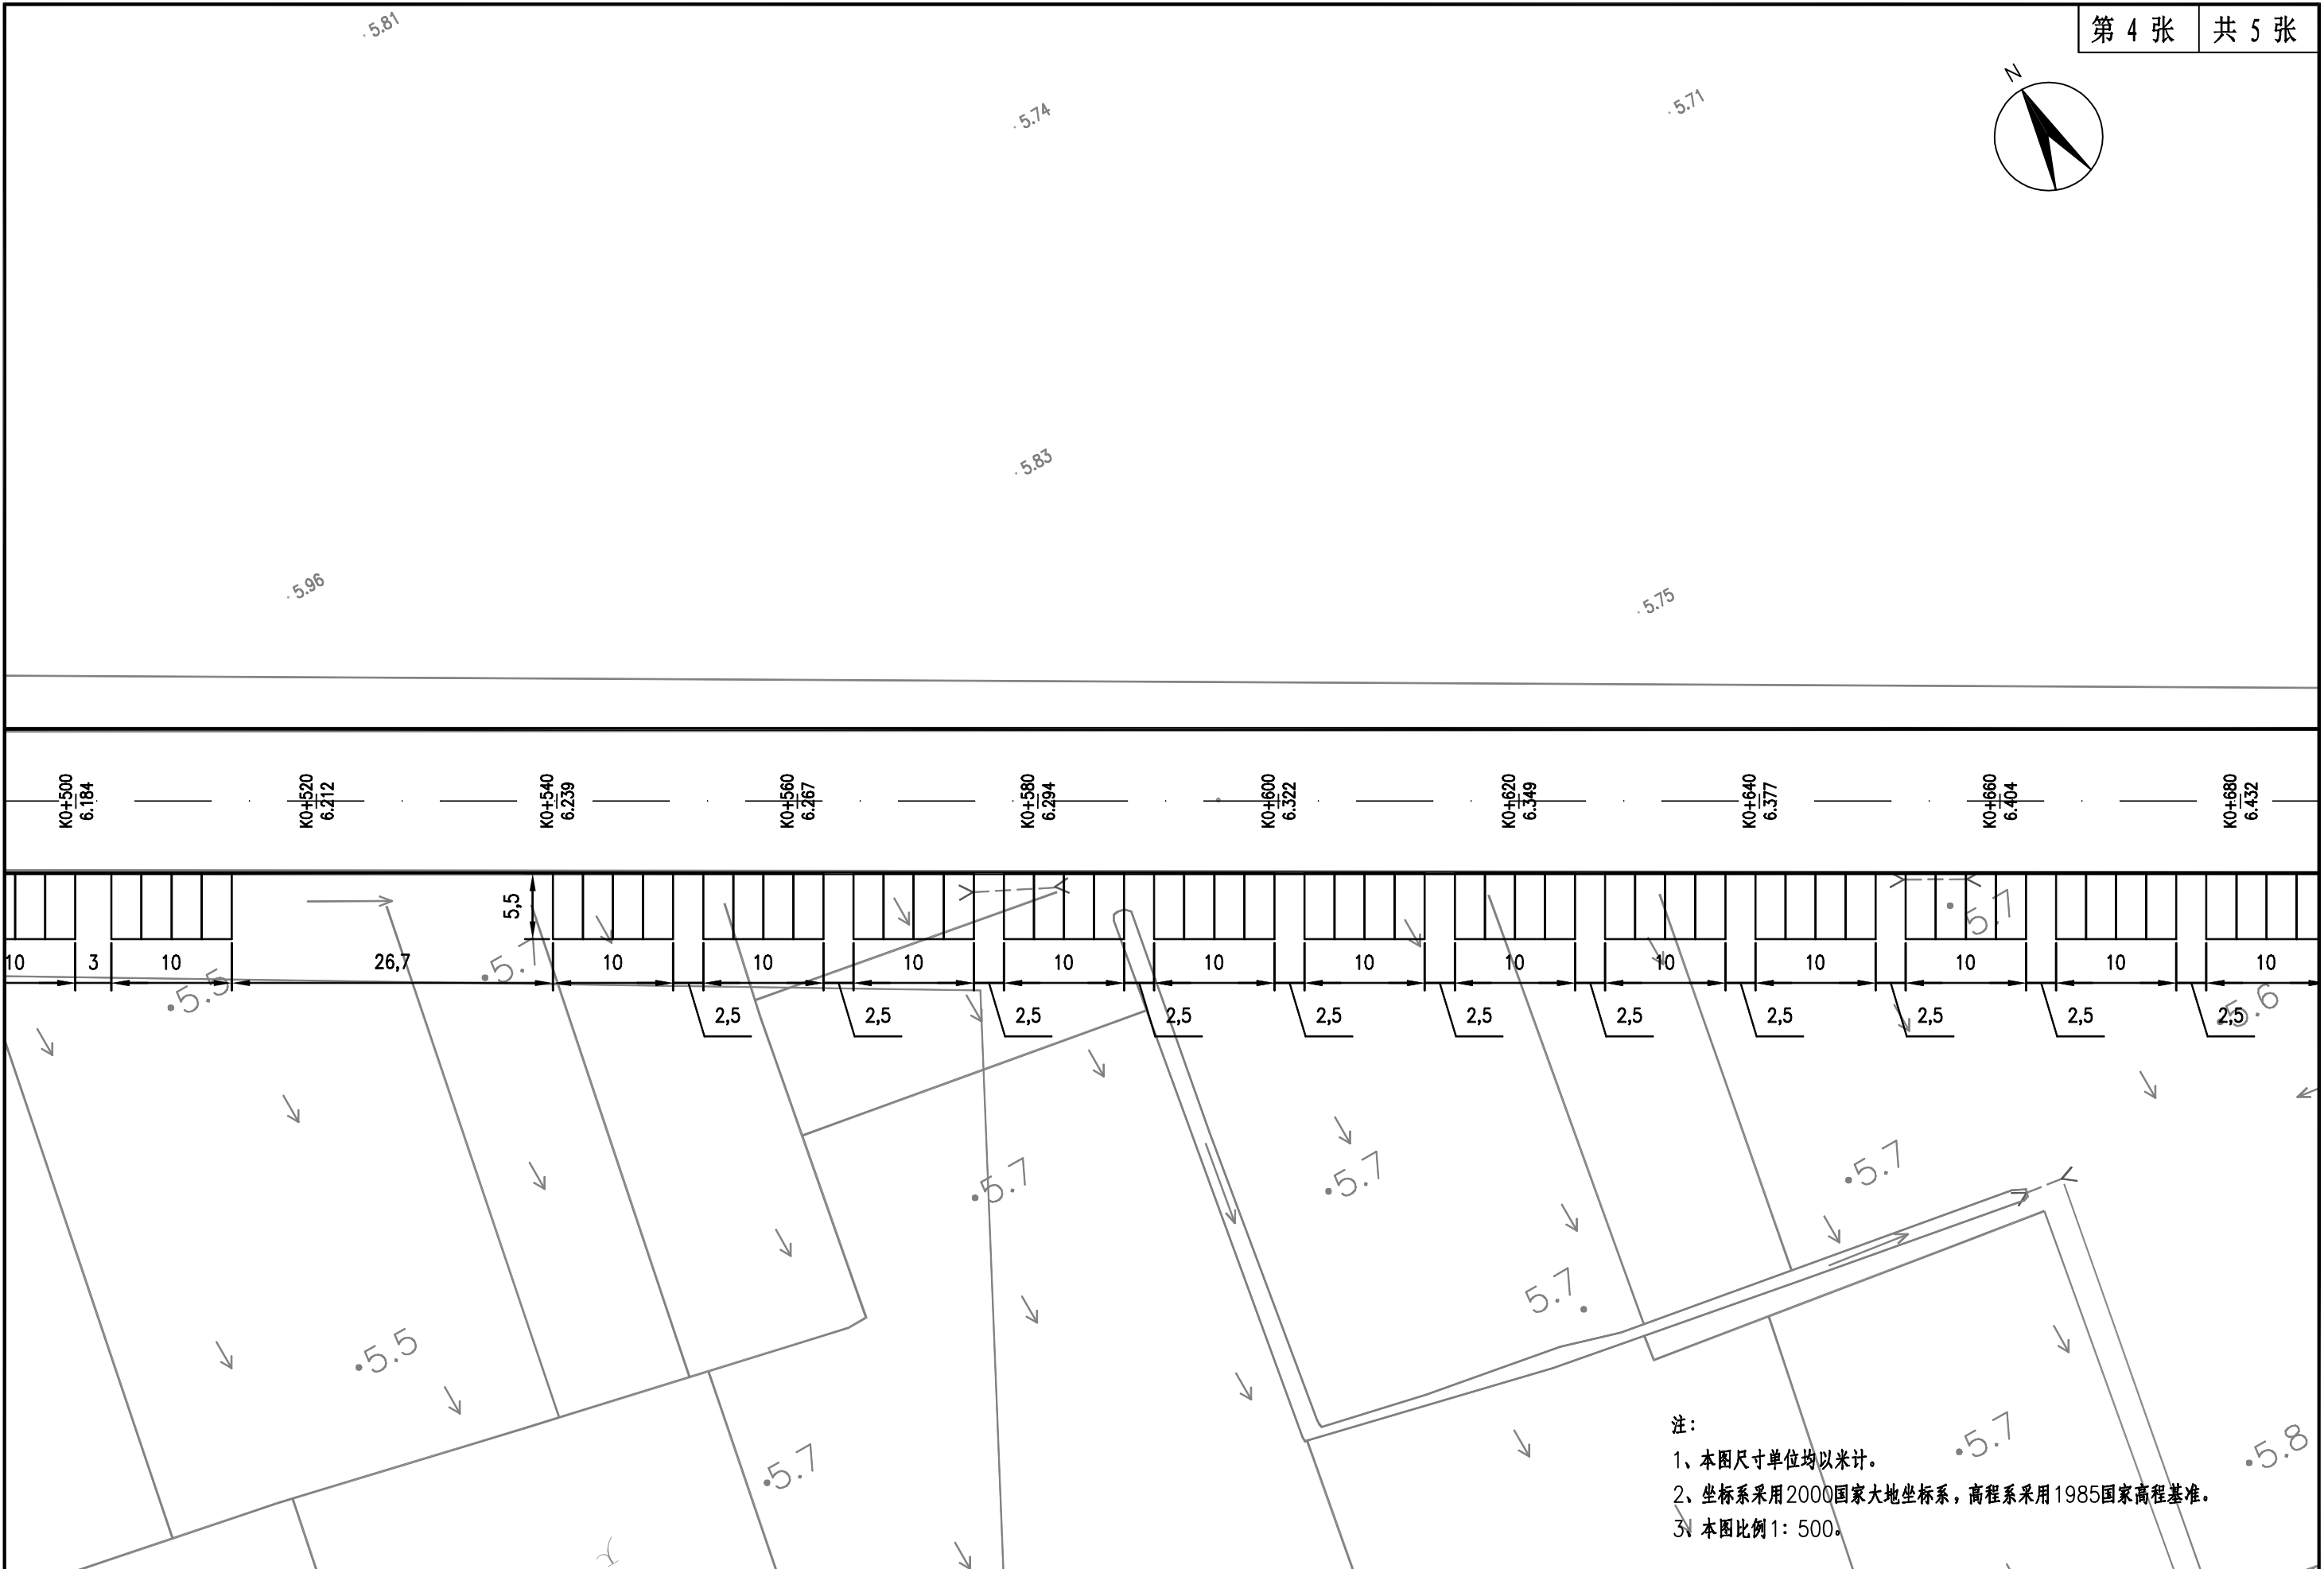 第 4 张 共 5 张
N
5.81
5.74
5.71
5.83
5.96
5.75
K0+500
6.184
K0+520
6.212
K0+540
6.239
K0+560
6.267
K0+580
6.294
K0+600
6.322
K0+620
6.349
K0+640
6.377
K0+660
6.404
K0+680
6.432
5,5
5.7
10 3 10 26,7 10 10 10 10 10 10 10 10 10 10 10 10
5.5
5.7
5.6
2,5 2,5 2,5 2,5 2,5 2,5 2,5 2,5 2,5 2,5 2,5
5.7
5.7
5.7
5.7
5.5
5.7
5.7
5.8
注：
1、本图尺寸单位均以米计。
2、坐标系采用2000国家大地坐标系，高程系采用1985国家高程基准。
3、本图比例1：500。